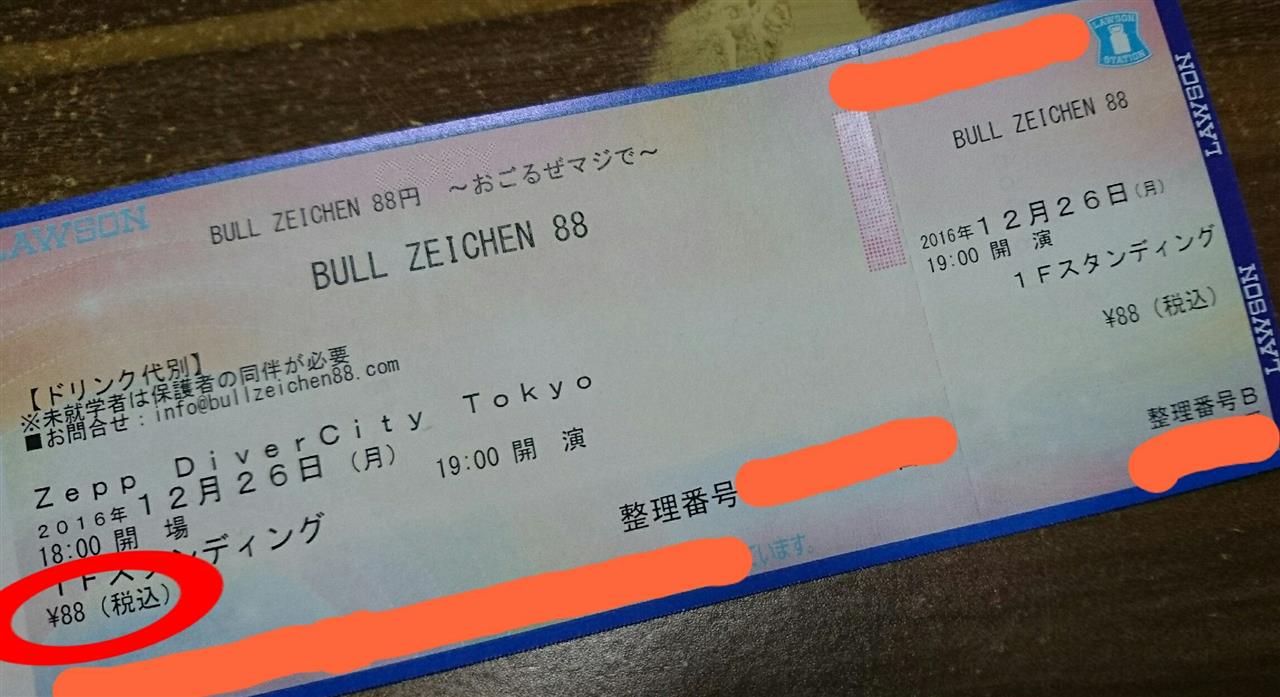 LAWSON
BULL ZEICHEN 88円 ～おごるぜマジで～
BULL ZEICHEN 88
【ドリンク代別】
※未就学者は保護者の同伴が必要
■お問合せ：info@bullzeichen88.com
Ｚｅｐｐ ＤｉｖｅｒＣｉｔｙ Ｔｏｋｙｏ
２０１６年１２月２６日（月） 19:00 開 演
18:00 開 場
１Ｆスタンディング
¥88（税込）
整理番号
います。
LAWSON STATION
BULL ZEICHEN 88
2016年１２月２６日（月）
19:00 開 演
１Ｆスタンディング
¥88（税込）
整理番号Ｂ
LAWSON
LAWSON